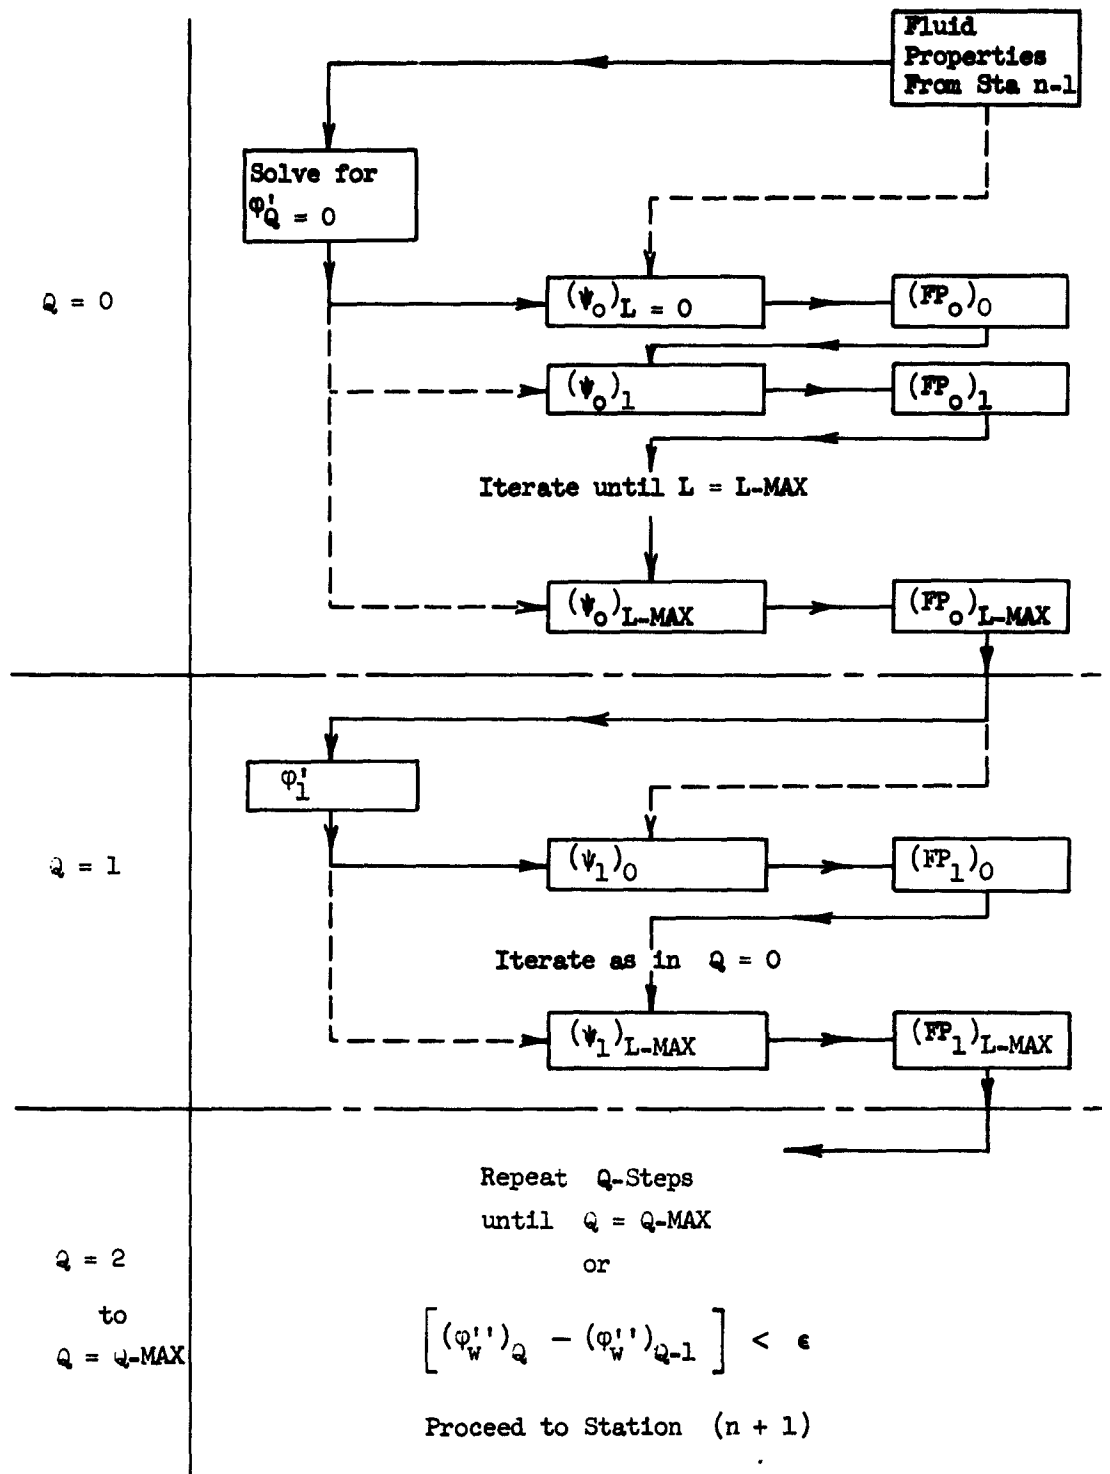 Fluid
Properties
From Sta n-1
Solve for
φ'Q = 0
Q = 0
(ψo)L = 0
(FPo)0
(ψo)1
(FPo)1
Iterate until L = L-MAX
(ψo)L-MAX
(FPo)L-MAX
φ'1
Q = 1
(ψ1)0
(FP1)0
Iterate as in Q = 0
(ψ1)L-MAX
(FP1)L-MAX
Repeat Q-Steps
until Q = Q-MAX
or
Q = 2
to
Q = Q-MAX
[(φw'')Q - (φw'')Q-1] < ϵ
Proceed to Station (n + 1)